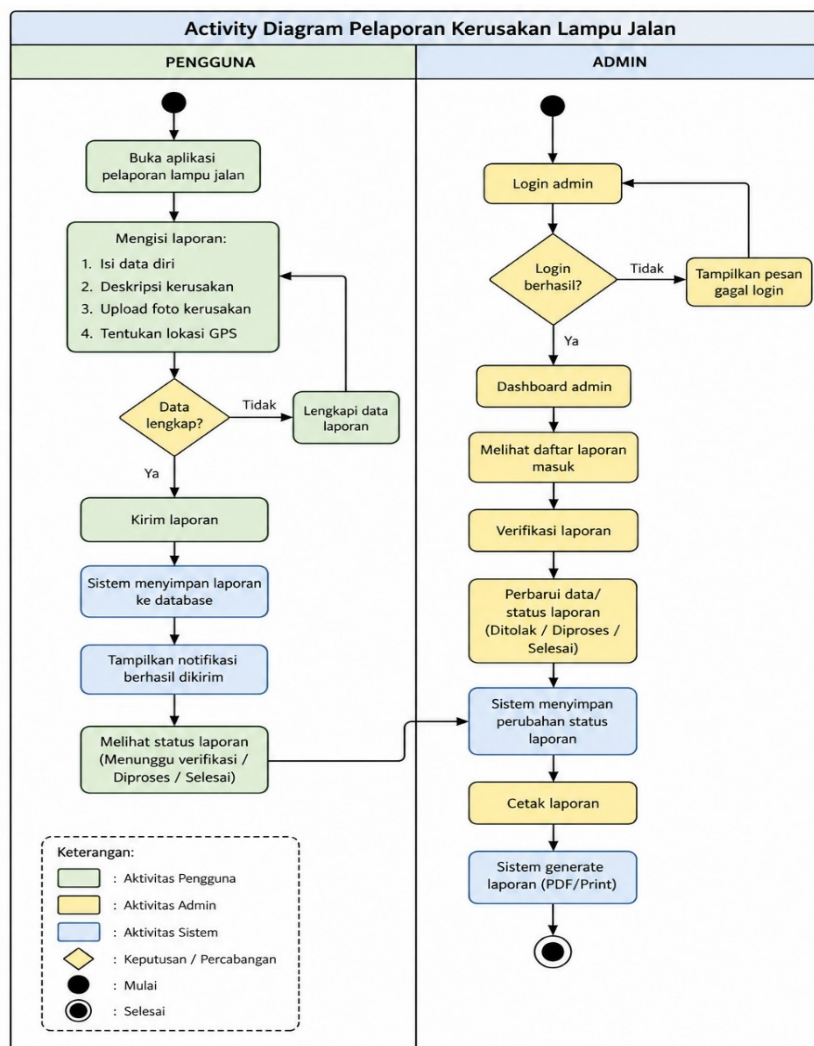 Activity Diagram Pelaporan Kerusakan Lampu Jalan
PENGGUNA
Buka aplikasi
pelaporan lampu jalan
Mengisi laporan:
1. Isi data diri
2. Deskripsi kerusakan
3. Upload foto kerusakan
4. Tentukan lokasi GPS
Data
lengkap?
Tidak
Lengkapi data
laporan
Ya
Kirim laporan
Sistem menyimpan laporan
ke database
Tampilkan notifikasi
berhasil dikirim
Melihat status laporan
(Menunggu verifikasi /
Diproses / Selesai)
Keterangan:
: Aktivitas Pengguna
: Aktivitas Admin
: Aktivitas Sistem
: Keputusan / Percabangan
: Mulai
: Selesai
ADMIN
Login admin
Login
berhasil?
Tidak
Tampilkan pesan
gagal login
Ya
Dashboard admin
Melihat daftar laporan
masuk
Verifikasi laporan
Perbarui data/
status laporan
(Ditolak / Diproses /
Selesai)
Sistem menyimpan
perubahan status
laporan
Cetak laporan
Sistem generate
laporan (PDF/Print)